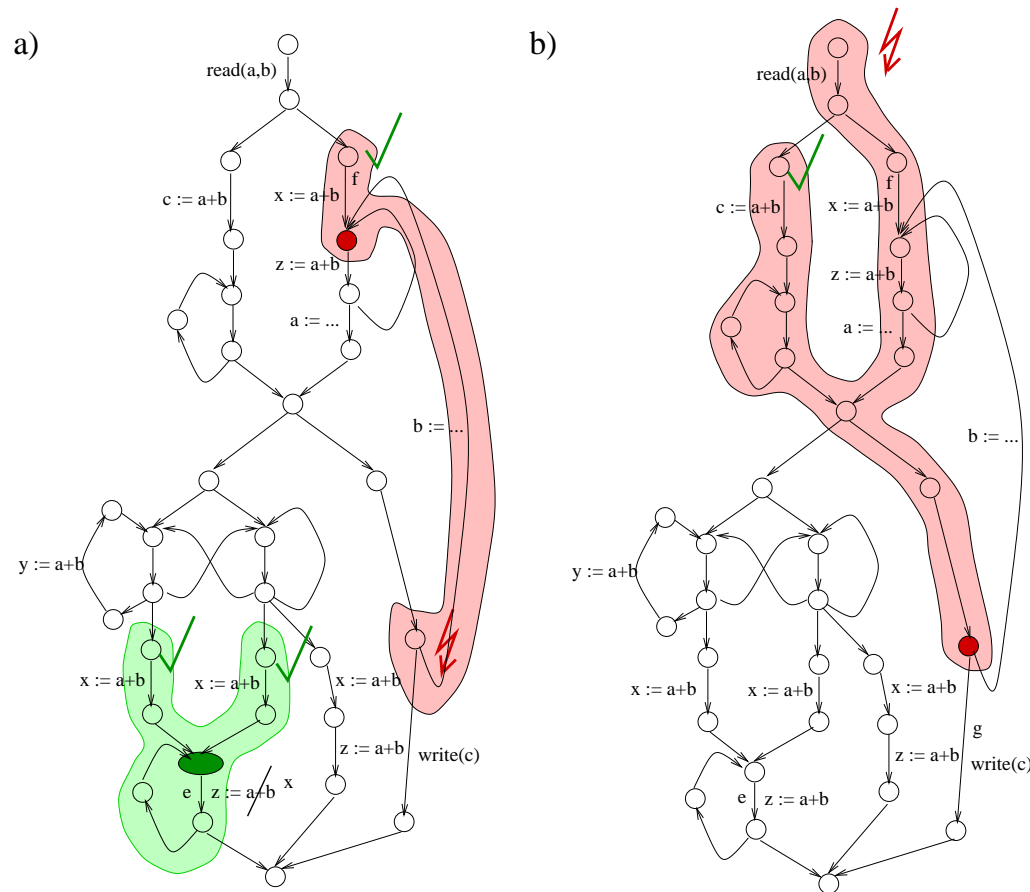 a)
read(a,b)
f
c := a+b
x := a+b
z := a+b
a := ...
b := ...
y := a+b
x := a+b
x := a+b
x := a+b
z := a+b
write(c)
e
z := a+b
x
b)
read(a,b)
f
c := a+b
x := a+b
z := a+b
a := ...
b := ...
y := a+b
x := a+b
x := a+b
x := a+b
g
z := a+b
write(c)
e
z := a+b